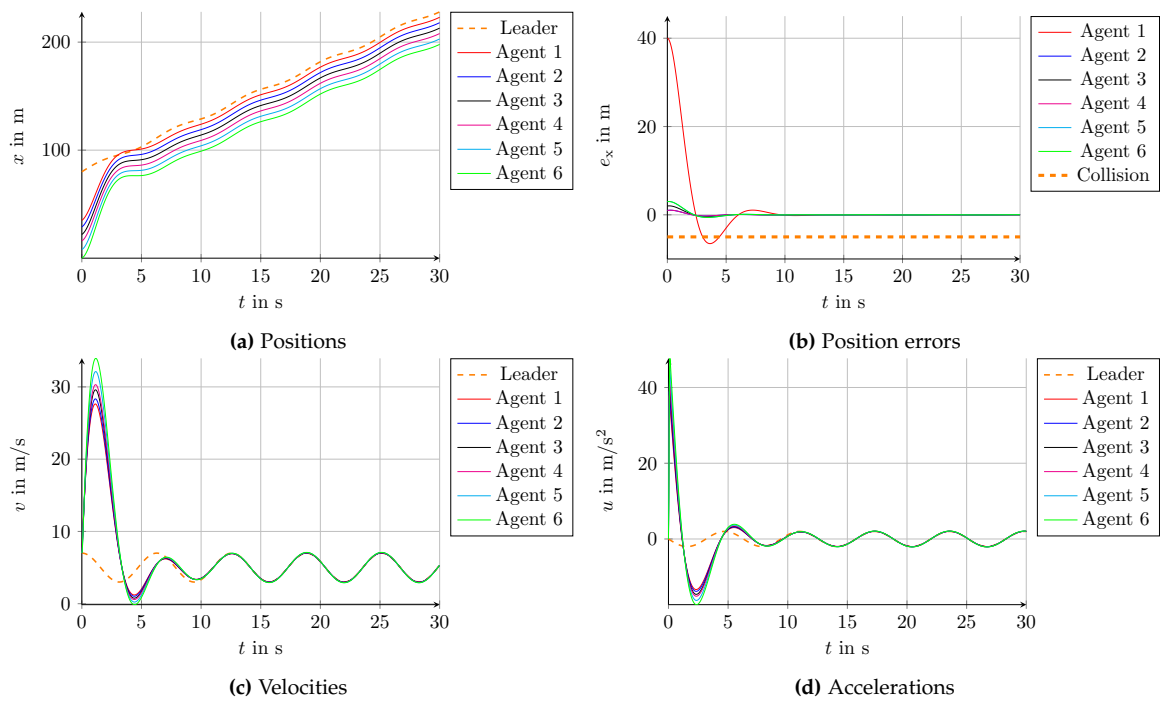 200
100
x in m
0
5
10
15
20
25
30
t in s
Leader
Agent 1
Agent 2
Agent 3
Agent 4
Agent 5
Agent 6
(a) Positions
40
20
0
eₓ in m
0
5
10
15
20
25
30
t in s
Agent 1
Agent 2
Agent 3
Agent 4
Agent 5
Agent 6
Collision
(b) Position errors
30
20
10
0
v in m/s
0
5
10
15
20
25
30
t in s
Leader
Agent 1
Agent 2
Agent 3
Agent 4
Agent 5
Agent 6
(c) Velocities
40
20
0
u in m/s²
0
5
10
15
20
25
30
t in s
Leader
Agent 1
Agent 2
Agent 3
Agent 4
Agent 5
Agent 6
(d) Accelerations